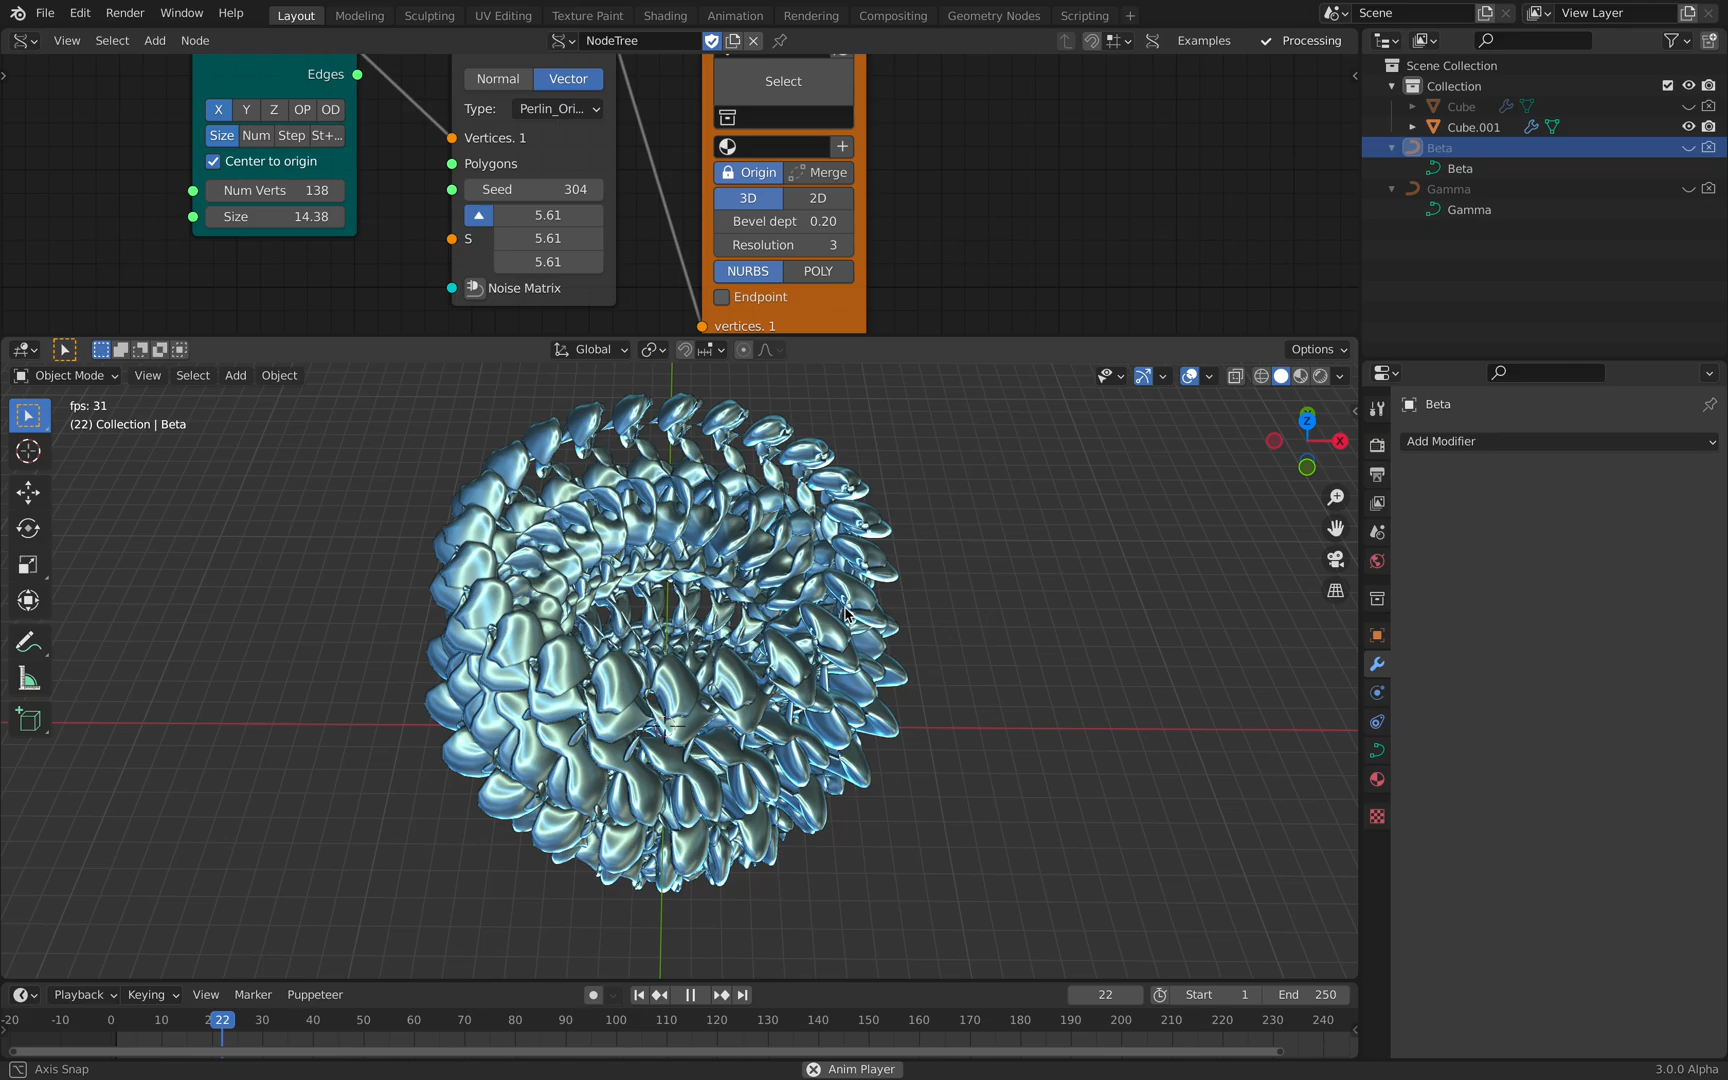 File Edit Render Window Help Layout Modeling Sculpting UV Editing Texture Paint Shading Animation Rendering Compositing Geometry Nodes Scripting + Scene View Layer
View Select Add Node NodeTree Examples Processing
Scene Collection
Collection
Cube
Cube.001
Beta
Beta
Gamma
Gamma
Edges
X Y Z OP OD
Size Num Step St+...
Center to origin
Num Verts 138
Size 14.38
Normal Vector
Type: Perlin_Ori...
Vertices. 1
Polygons
Seed 304
5.61
S 5.61
5.61
Noise Matrix
Select
Origin Merge
3D 2D
Bevel dept 0.20
Resolution 3
NURBS POLY
Endpoint
vertices. 1
Global Options
Object Mode View Select Add Object
fps: 31
(22) Collection | Beta
Z
X
Beta
Add Modifier
Playback Keying View Marker Puppeteer 22 Start 1 End 250
-20 -10 0 22 30 40 50 60 70 80 90 100 110 120 130 140 150 160 170 180 190 200 210 220 230 240
Axis Snap Anim Player 3.0.0 Alpha